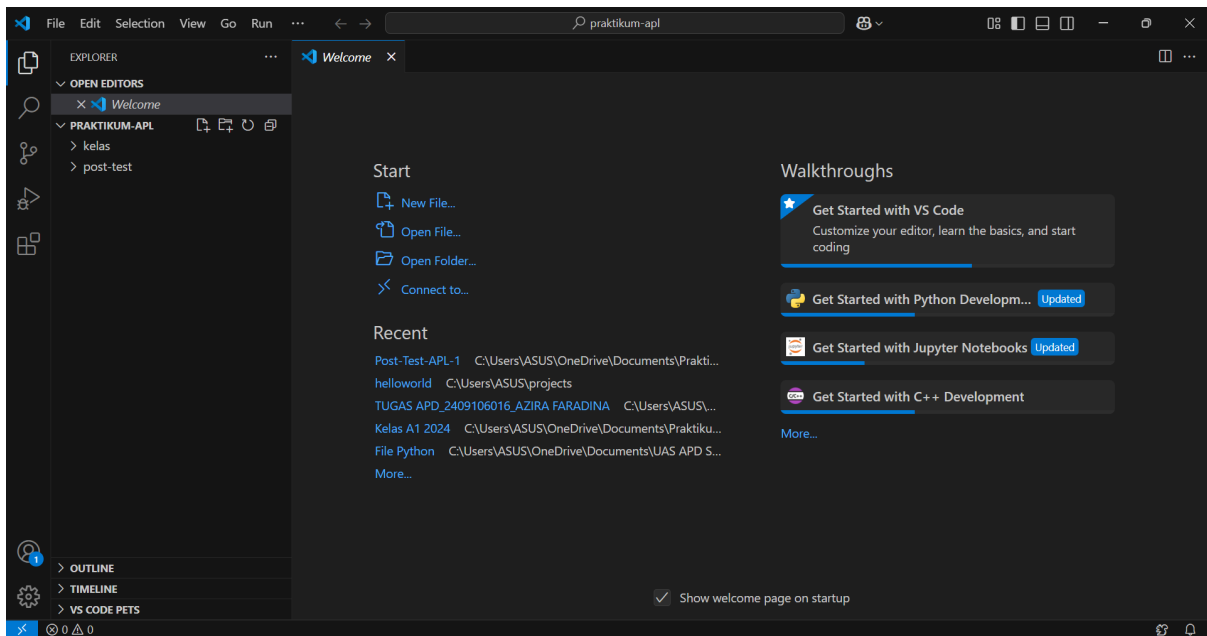 File Edit Selection View Go Run ··· praktikum-apl
EXPLORER ···
OPEN EDITORS
Welcome
PRAKTIKUM-APL
kelas
post-test
OUTLINE
TIMELINE
VS CODE PETS
1
Welcome
Start
New File...
Open File...
Open Folder...
Connect to...
Recent
Post-Test-APL-1 C:\Users\ASUS\OneDrive\Documents\Prakti...
helloworld C:\Users\ASUS\projects
TUGAS APD_2409106016_AZIRA FARADINA C:\Users\ASUS\...
Kelas A1 2024 C:\Users\ASUS\OneDrive\Documents\Praktiku...
File Python C:\Users\ASUS\OneDrive\Documents\UAS APD S...
More...
Walkthroughs
Get Started with VS Code
Customize your editor, learn the basics, and start
coding
Get Started with Python Developm... Updated
Get Started with Jupyter Notebooks Updated
C/C++ Get Started with C++ Development
More...
Show welcome page on startup
0 0